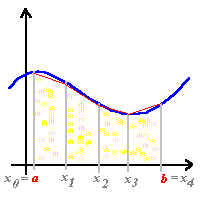 x₀ = a x₁ x₂ x₃ b = x₄